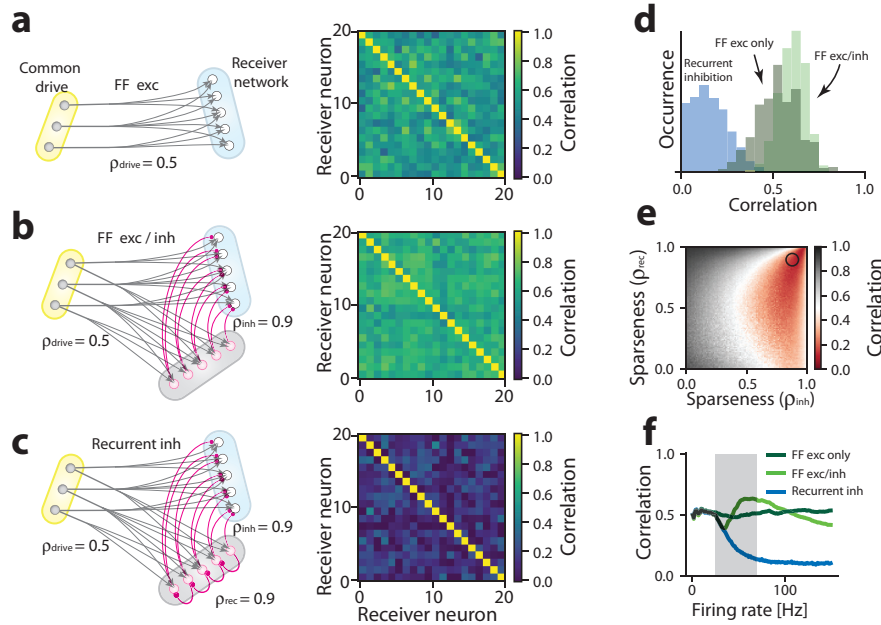 a
Common
drive
FF exc
Receiver
network
ρdrive = 0.5
Receiver neuron
20
10
0
0
10
20
1.0
0.8
0.6
0.4
0.2
0.0
Correlation
b
FF exc / inh
ρdrive = 0.5
ρinh = 0.9
Receiver neuron
20
10
0
0
10
20
1.0
0.8
0.6
0.4
0.2
0.0
Correlation
c
Recurrent inh
ρdrive = 0.5
ρinh = 0.9
ρrec = 0.9
Receiver neuron
20
10
0
0
10
20
Receiver neuron
1.0
0.8
0.6
0.4
0.2
0.0
Correlation
d
FF exc only
FF exc/inh
Recurrent
inhibition
Occurrence
0.0
0.5
1.0
Correlation
e
Sparseness (ρrec)
1.0
0.5
0.0
0.5
1.0
Sparseness (ρinh)
1.0
0.8
0.6
0.4
0.2
0.0
Correlation
f
FF exc only
FF exc/inh
Recurrent inh
Correlation
1.0
0.5
0.0
0
100
Firing rate [Hz]